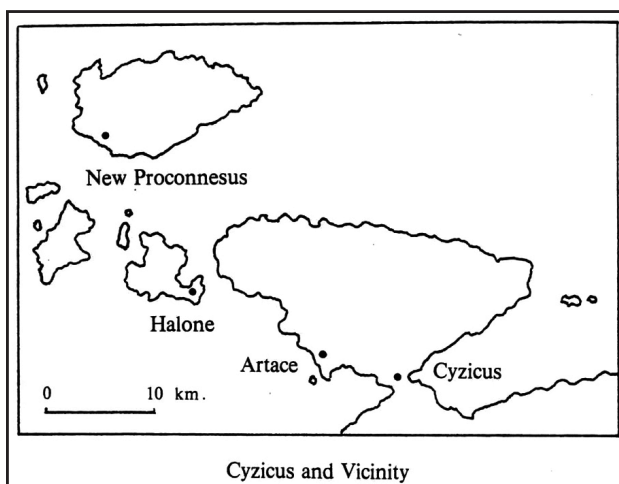 New Proconnesus
Halone
Artace
Cyzicus
0 10 km.
Cyzicus and Vicinity